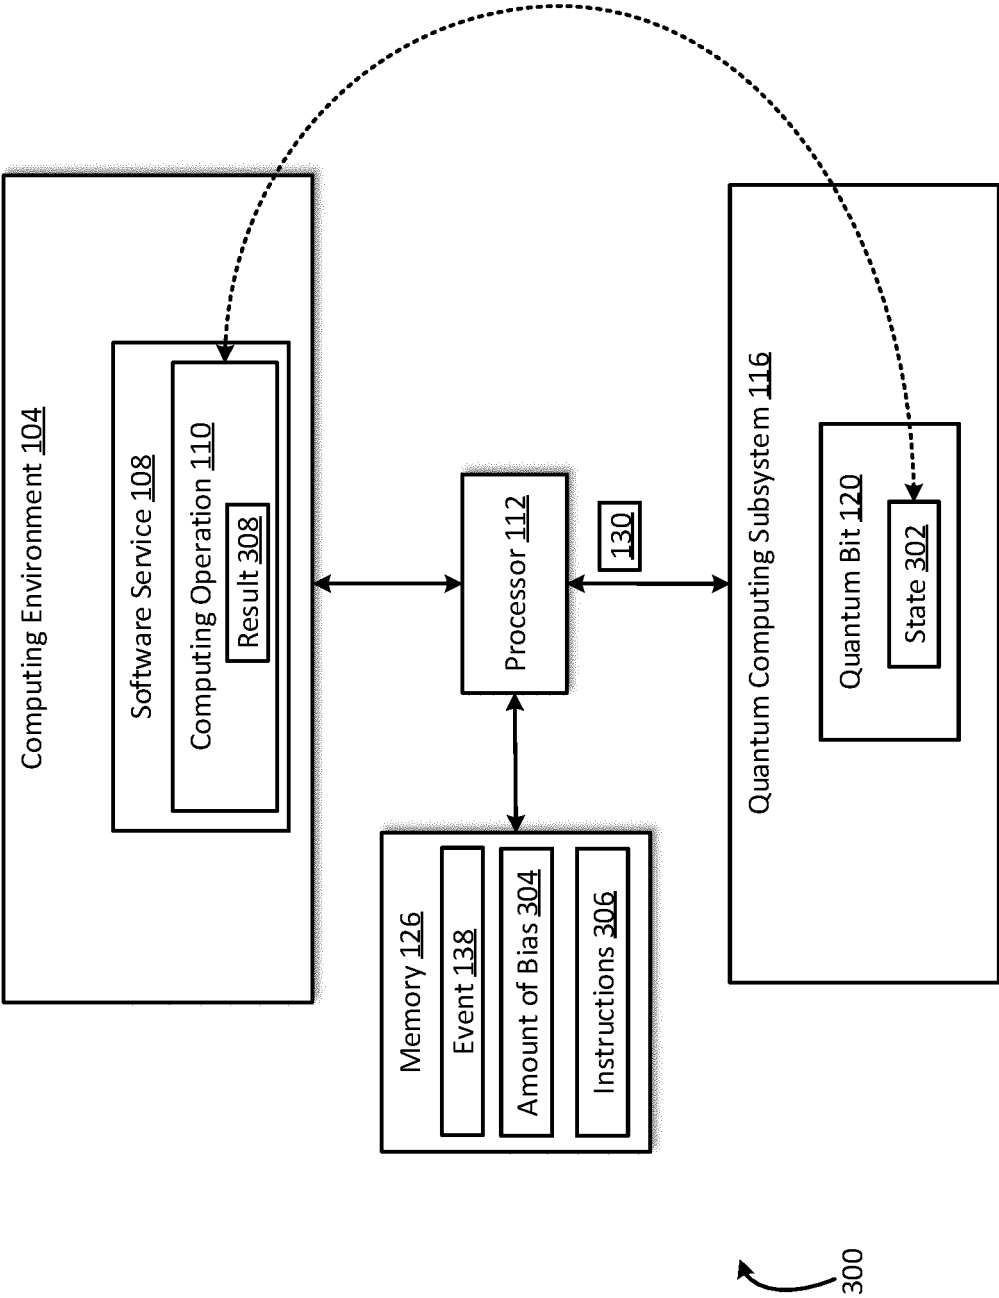 Computing Environment 104
Software Service 108
Computing Operation 110
Result 308
Memory 126
Event 138
Amount of Bias 304
Instructions 306
Processor 112
130
Quantum Computing Subsystem 116
Quantum Bit 120
State 302
300